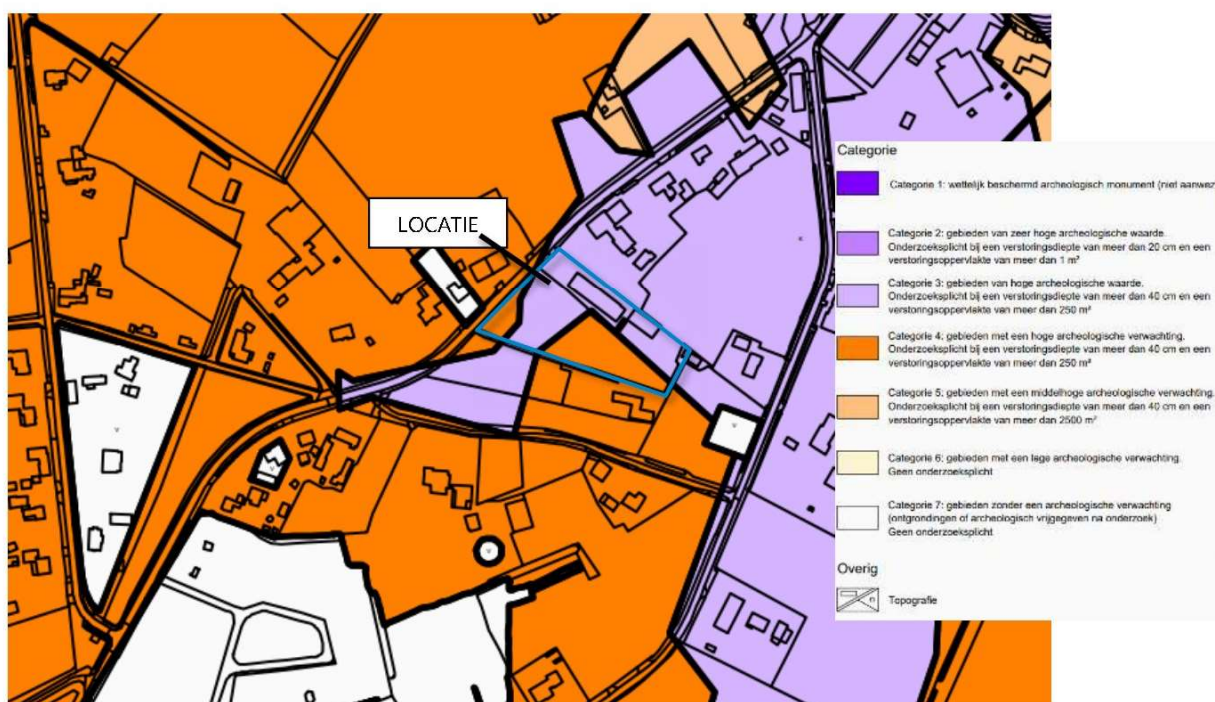 LOCATIE
Categorie
Categorie 1: wettelijk beschermd archeologisch monument (niet aanwez
Categorie 2: gebieden van zeer hoge archeologische waarde.
Onderzoeksplicht bij een verstoringsdiepte van meer dan 20 cm en een
verstoringsoppervlakte van meer dan 1 m²
Categorie 3: gebieden van hoge archeologische waarde.
Onderzoeksplicht bij een verstoringsdiepte van meer dan 40 cm en een
verstoringsoppervlakte van meer dan 250 m²
Categorie 4: gebieden met een hoge archeologische verwachting.
Onderzoeksplicht bij een verstoringsdiepte van meer dan 40 cm en een
verstoringsoppervlakte van meer dan 250 m²
Categorie 5: gebieden met een middelhoge archeologische verwachting.
Onderzoeksplicht bij een verstoringsdiepte van meer dan 40 cm en een
verstoringsoppervlakte van meer dan 2500 m²
Categorie 6: gebieden met een lage archeologische verwachting.
Geen onderzoeksplicht
Categorie 7: gebieden zonder een archeologische verwachting
(ontgrondingen of archeologisch vrijgegeven na onderzoek)
Geen onderzoeksplicht
Overig
Topografie